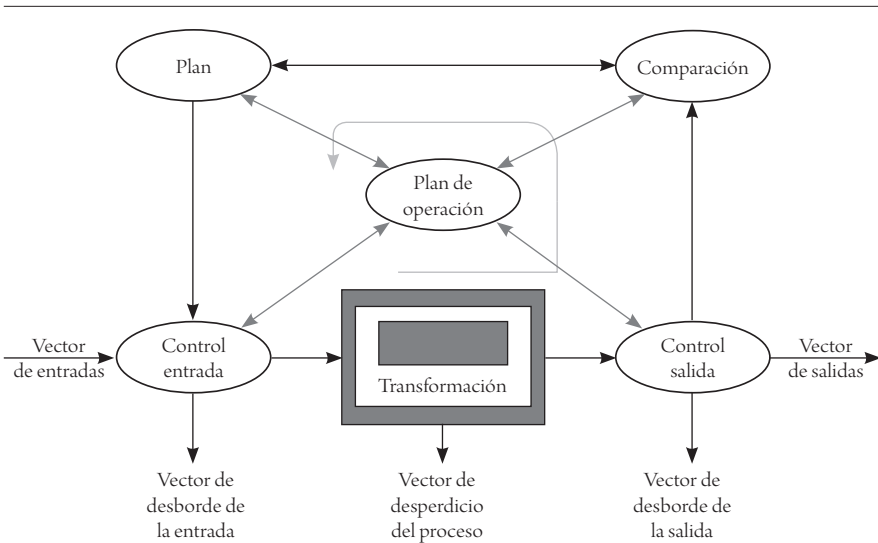 Plan
Comparación
Plan de
operación
Vector
de entradas
Control
entrada
Transformación
Control
salida
Vector
de salidas
Vector de
desborde de
la entrada
Vector de
desperdicio
del proceso
Vector de
desborde de
la salida